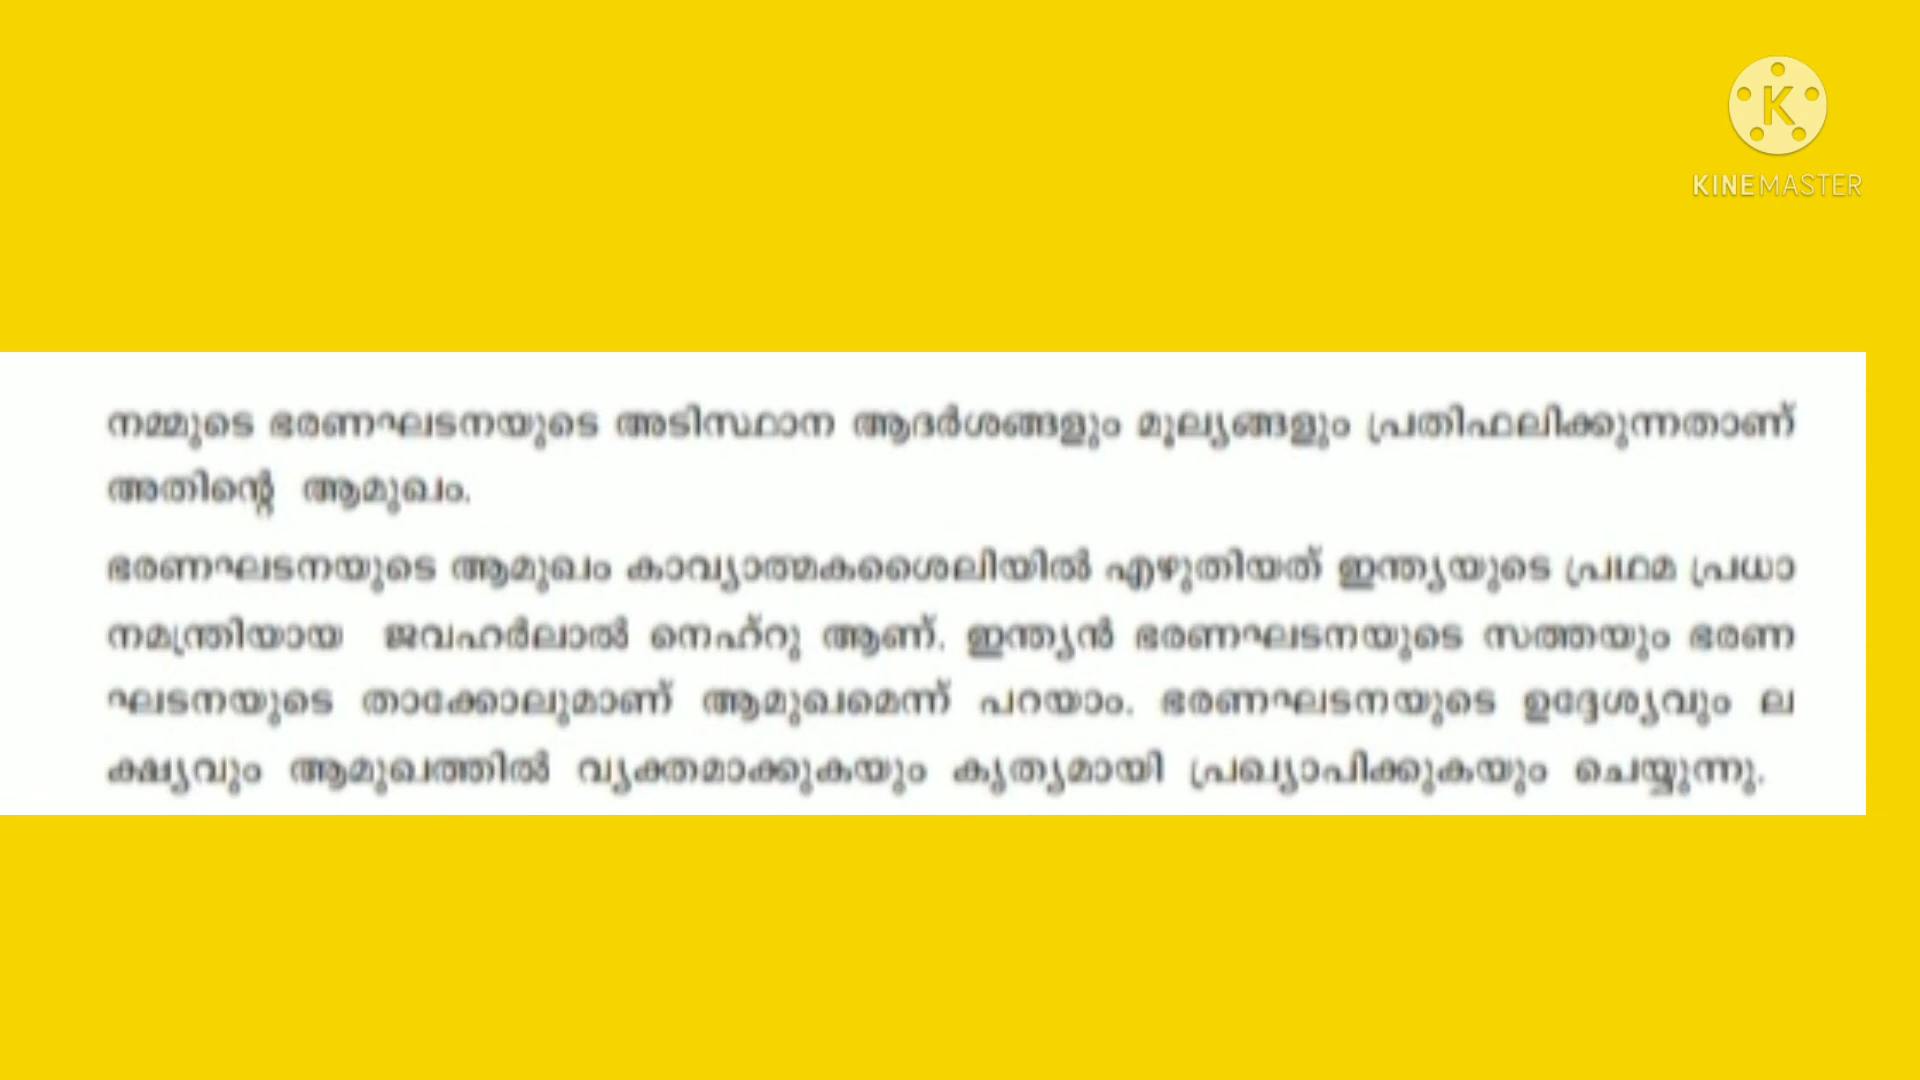 KINEMASTER
നമ്മുടെ ഭരണഘടനയുടെ അടിസ്ഥാന ആദർശങ്ങളും മൂല്യങ്ങളും പ്രതിഫലിക്കുന്നതാണ്
അതിന്റെ ആമുഖം.
ഭരണഘടനയുടെ ആമുഖം കാവ്യാത്മകശൈലിയിൽ എഴുതിയത് ഇന്ത്യയുടെ പ്രഥമ പ്രധാ
നമന്ത്രിയായ ജവഹർലാൽ നെഹ്റു ആണ്. ഇന്ത്യൻ ഭരണഘടനയുടെ സത്തയും ഭരണ
ഘടനയുടെ താക്കോലുമാണ് ആമുഖമെന്ന് പറയാം. ഭരണഘടനയുടെ ഉദ്ദേശ്യവും ല
ക്ഷ്യവും ആമുഖത്തിൽ വ്യക്തമാക്കുകയും കൃത്യമായി പ്രഖ്യാപിക്കുകയും ചെയ്യുന്നു.